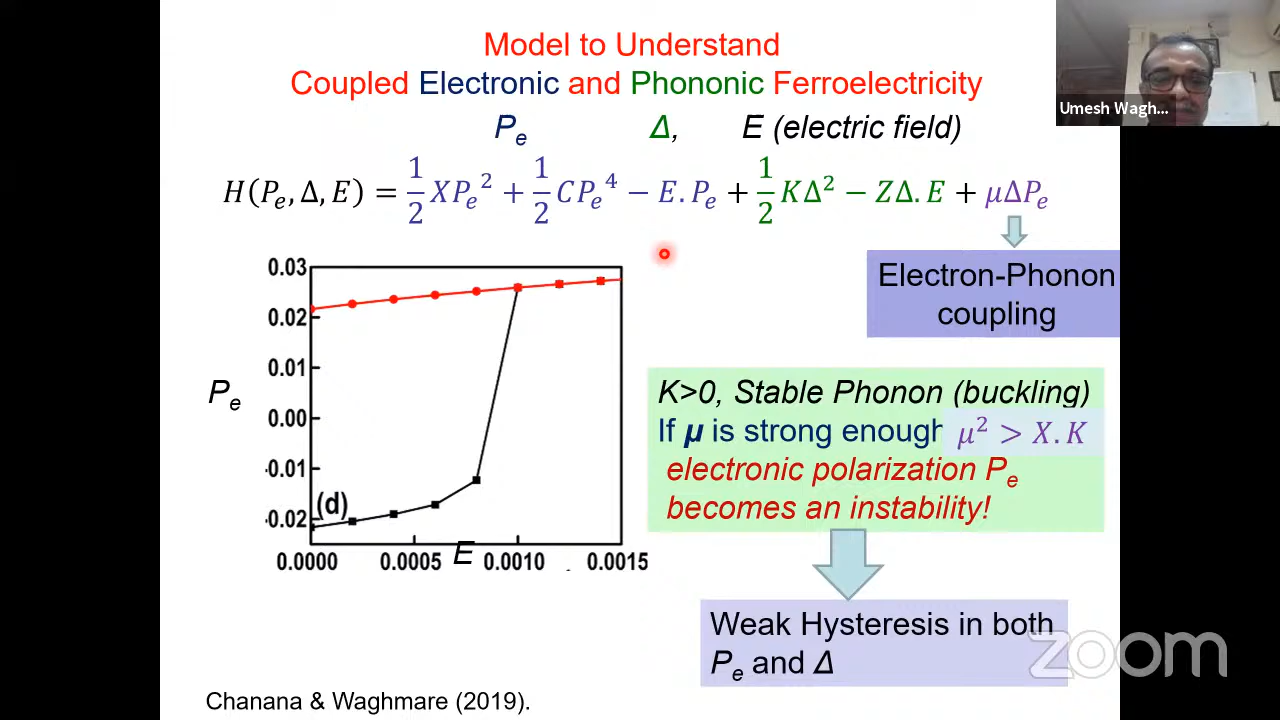 Model to Understand
Coupled Electronic and Phononic Ferroelectricity
Umesh Wagh...
Pₑ Δ, E (electric field)
H(Pₑ, Δ, E) = 1/2 XPₑ² + 1/2 CPₑ⁴ − E.Pₑ + 1/2 KΔ² − ZΔ.E + μΔPₑ
Electron-Phonon
coupling
0.03
0.02
0.01
0.00
-0.01
-0.02
Pₑ
(d)
E
0.0000 0.0005 0.0010 0.0015
K>0, Stable Phonon (buckling)
If μ is strong enough μ² > X.K
electronic polarization Pₑ
becomes an instability!
Weak Hysteresis in both
Pₑ and Δ
zoom
Chanana & Waghmare (2019).